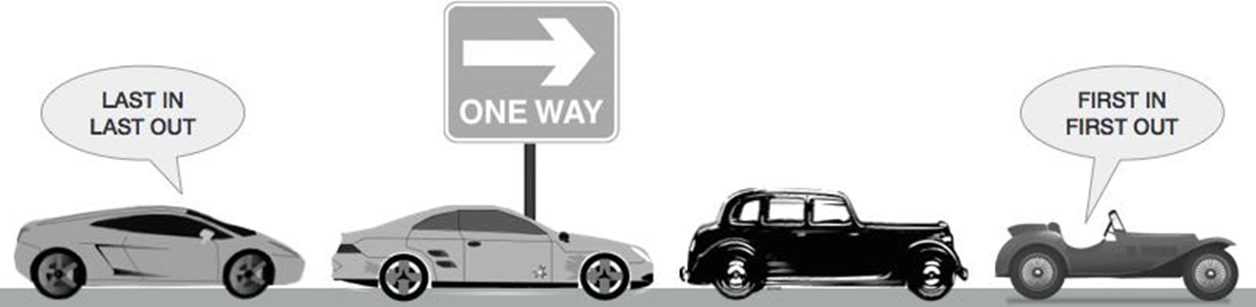 LAST IN
LAST OUT
ONE WAY
FIRST IN
FIRST OUT